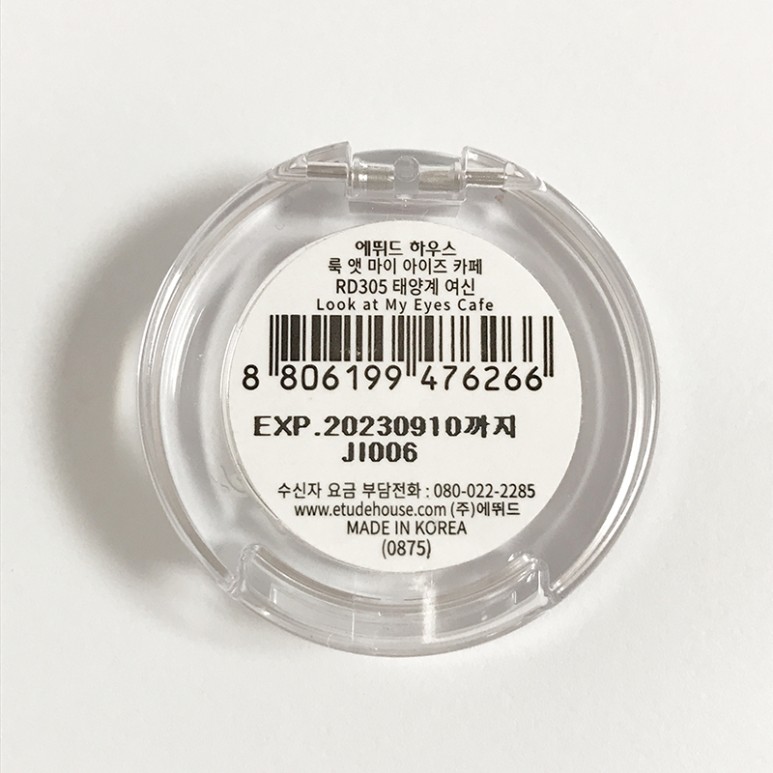 에뛰드 하우스
룩 앳 마이 아이즈 카페
RD305 태양계 여신
Look at My Eyes Cafe
8 806199 476266
EXP.20230910까지
JI006
수신자 요금 부담전화 : 080-022-2285
www.etudehouse.com (주)에뛰드
MADE IN KOREA
(0875)